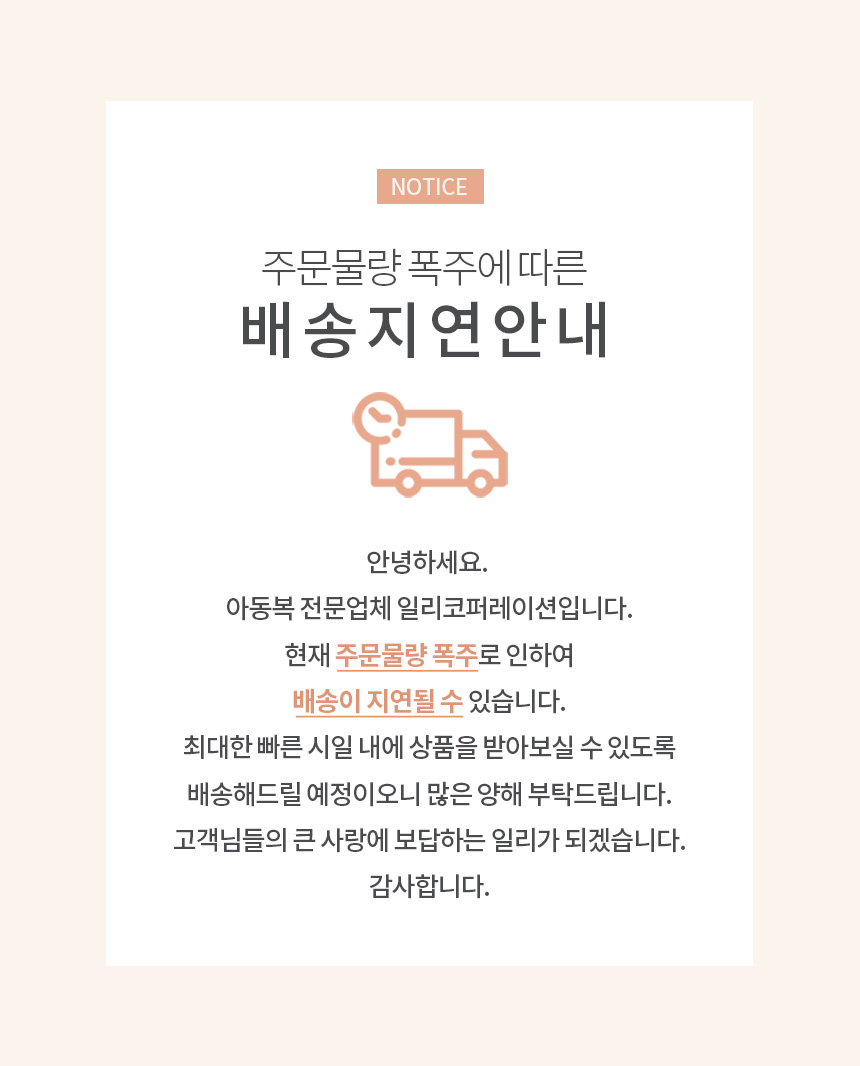 NOTICE
주문물량 폭주에 따른
배송지연안내
안녕하세요.
아동복 전문업체 일리코퍼레이션입니다.
현재 주문물량 폭주로 인하여
배송이 지연될 수 있습니다.
최대한 빠른 시일 내에 상품을 받아보실 수 있도록
배송해드릴 예정이오니 많은 양해 부탁드립니다.
고객님들의 큰 사랑에 보답하는 일리가 되겠습니다.
감사합니다.